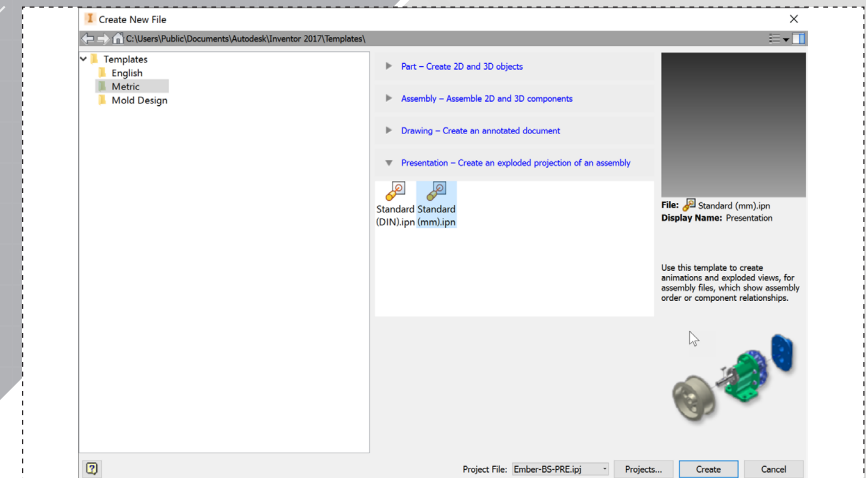 Create New File
C:\Users\Public\Documents\Autodesk\Inventor 2017\Templates\
Templates
English
Metric
Mold Design
Part – Create 2D and 3D objects
Assembly – Assemble 2D and 3D components
Drawing – Create an annotated document
Presentation – Create an exploded projection of an assembly
Standard Standard
(DIN).ipn (mm).ipn
File: Standard (mm).ipn
Display Name: Presentation
Use this template to create
animations and exploded views, for
assembly files, which show assembly
order or component relationships.
Project File: Ember-BS-PRE.ipj Projects... Create Cancel